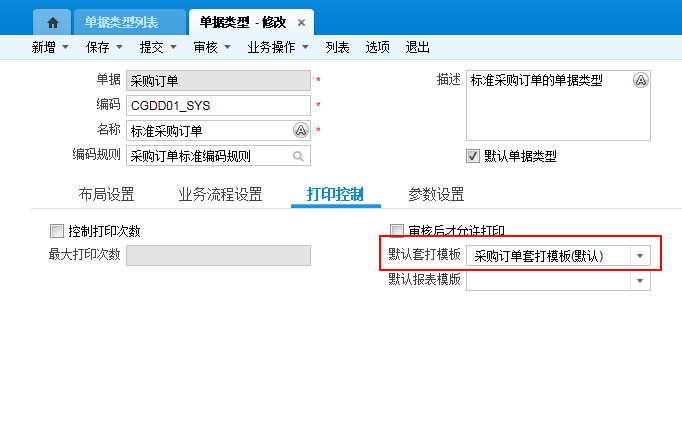 单据类型列表 单据类型 - 修改 ×
新增 保存 提交 审核 业务操作 列表 选项 退出
单据 采购订单 * 描述 标准采购订单的单据类型 A
编码 CGDD01_SYS *
名称 标准采购订单 A *
编码规则 采购订单标准编码规则 默认单据类型
布局设置 业务流程设置 打印控制 参数设置
控制打印次数 审核后才允许打印
最大打印次数 默认套打模板 采购订单套打模板(默认)
默认报表模版